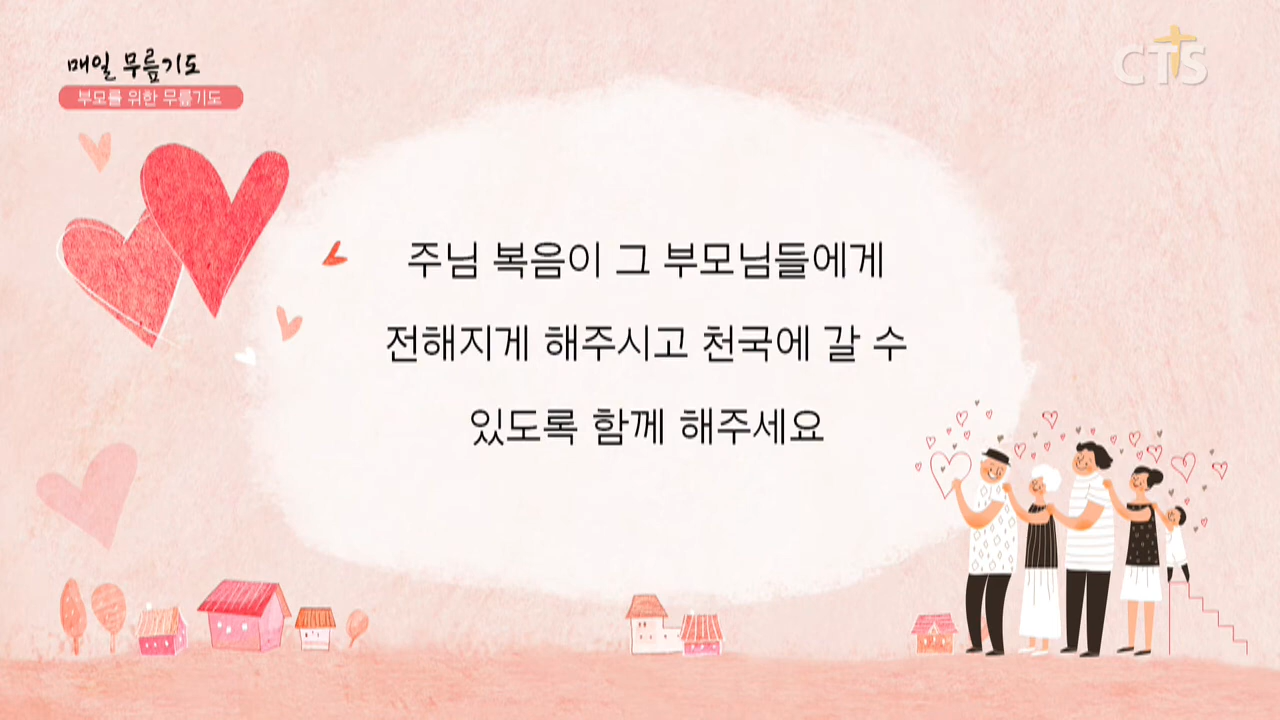 매일 무릎기도
부모를 위한 무릎기도
CTS
주님 복음이 그 부모님들에게
전해지게 해주시고 천국에 갈 수
있도록 함께 해주세요